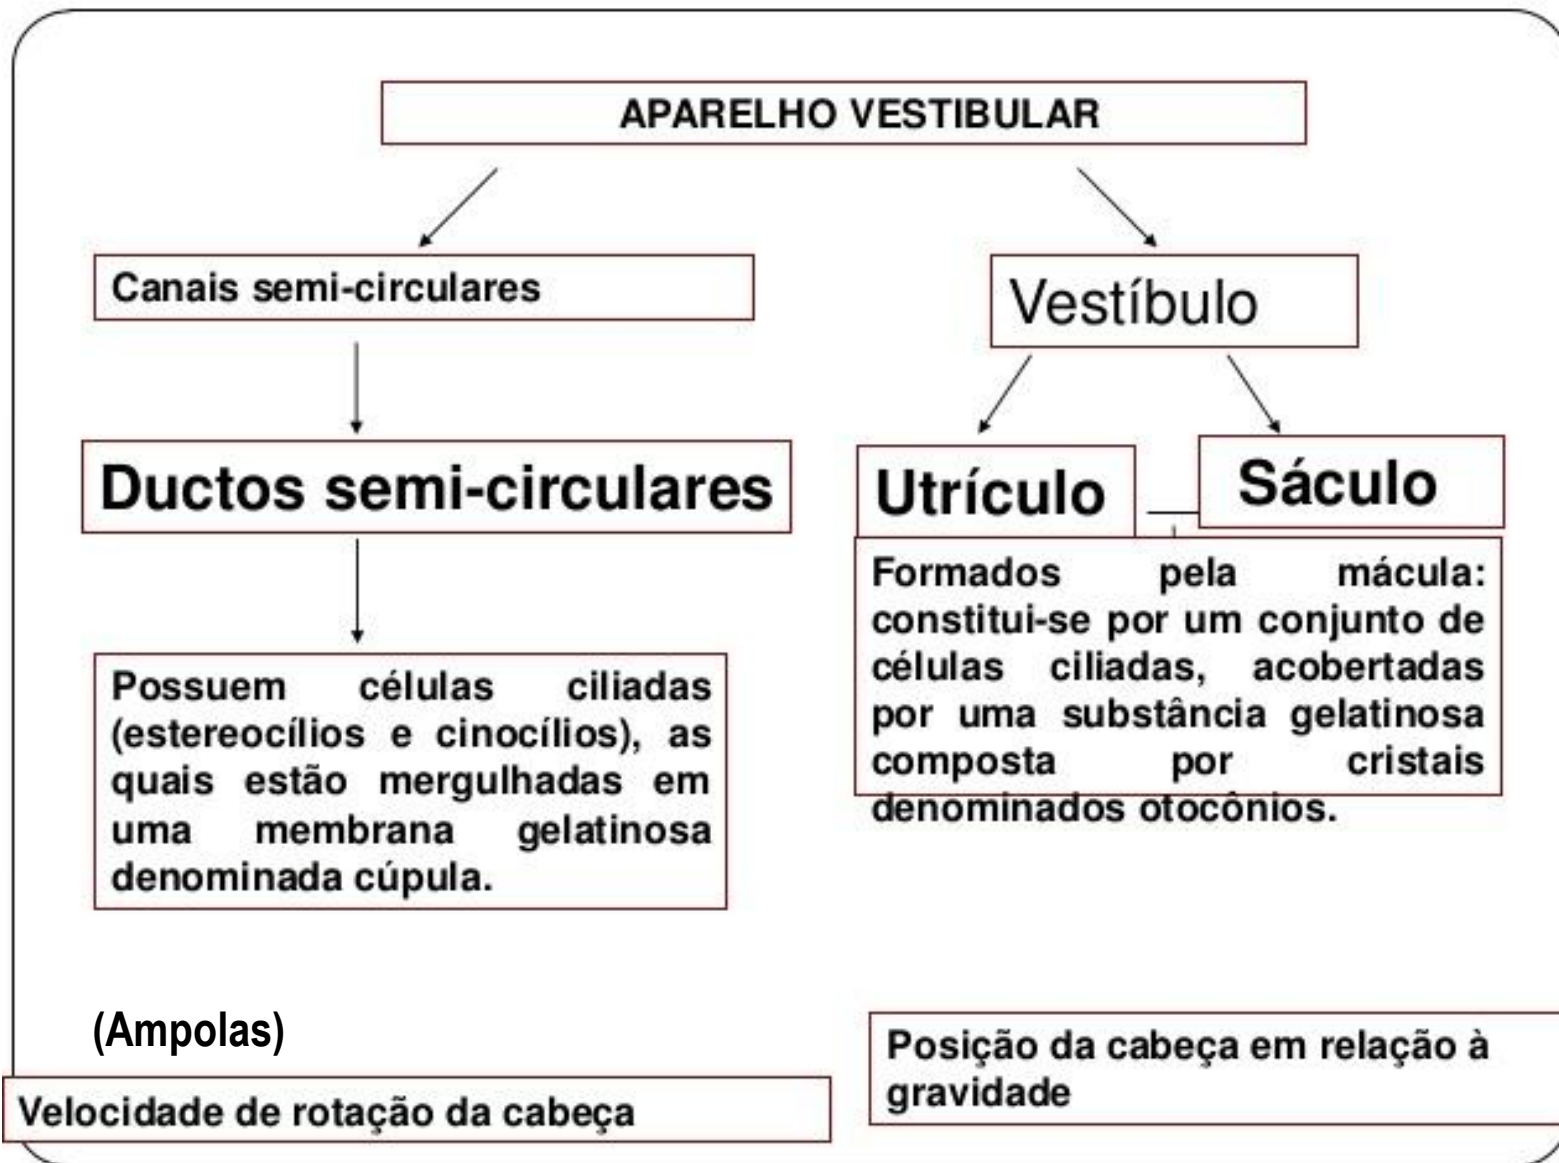 APARELHO VESTIBULAR
Canais semi-circulares
Vestíbulo
Ductos semi-circulares
Utrículo
Sáculo
Possuem células ciliadas
(estereocílios e cinocílios), as
quais estão mergulhadas em
uma membrana gelatinosa
denominada cúpula.
Formados pela mácula:
constitui-se por um conjunto de
células ciliadas, acobertadas
por uma substância gelatinosa
composta por cristais
denominados otocônios.
(Ampolas)
Velocidade de rotação da cabeça
Posição da cabeça em relação à
gravidade